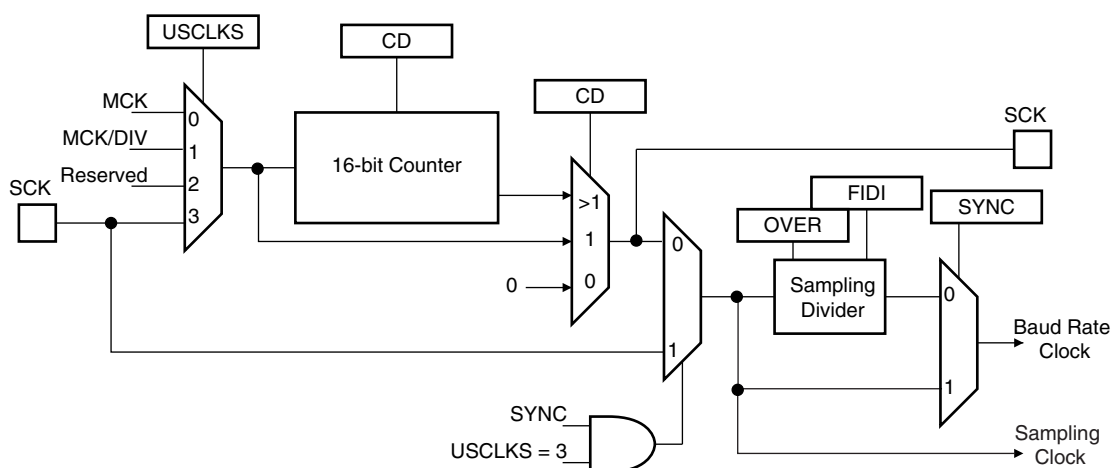 USCLKS
CD
CD
MCK
MCK/DIV
Reserved
SCK
0
1
2
3
16-bit Counter
>1
1
0
0
SCK
FIDI
OVER
SYNC
0
1
Sampling
Divider
0
1
Baud Rate
Clock
SYNC
USCLKS = 3
Sampling
Clock